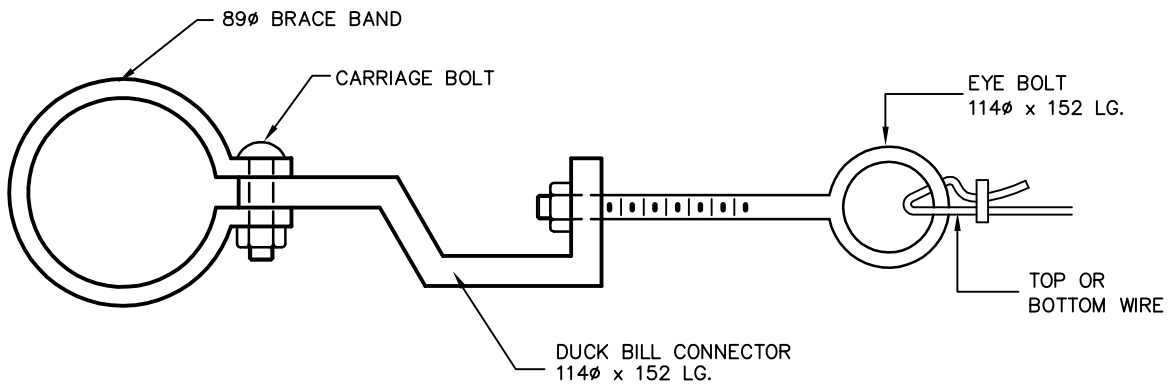 89ø BRACE BAND
CARRIAGE BOLT
EYE BOLT
114ø x 152 LG.
TOP OR
BOTTOM WIRE
DUCK BILL CONNECTOR
114ø x 152 LG.